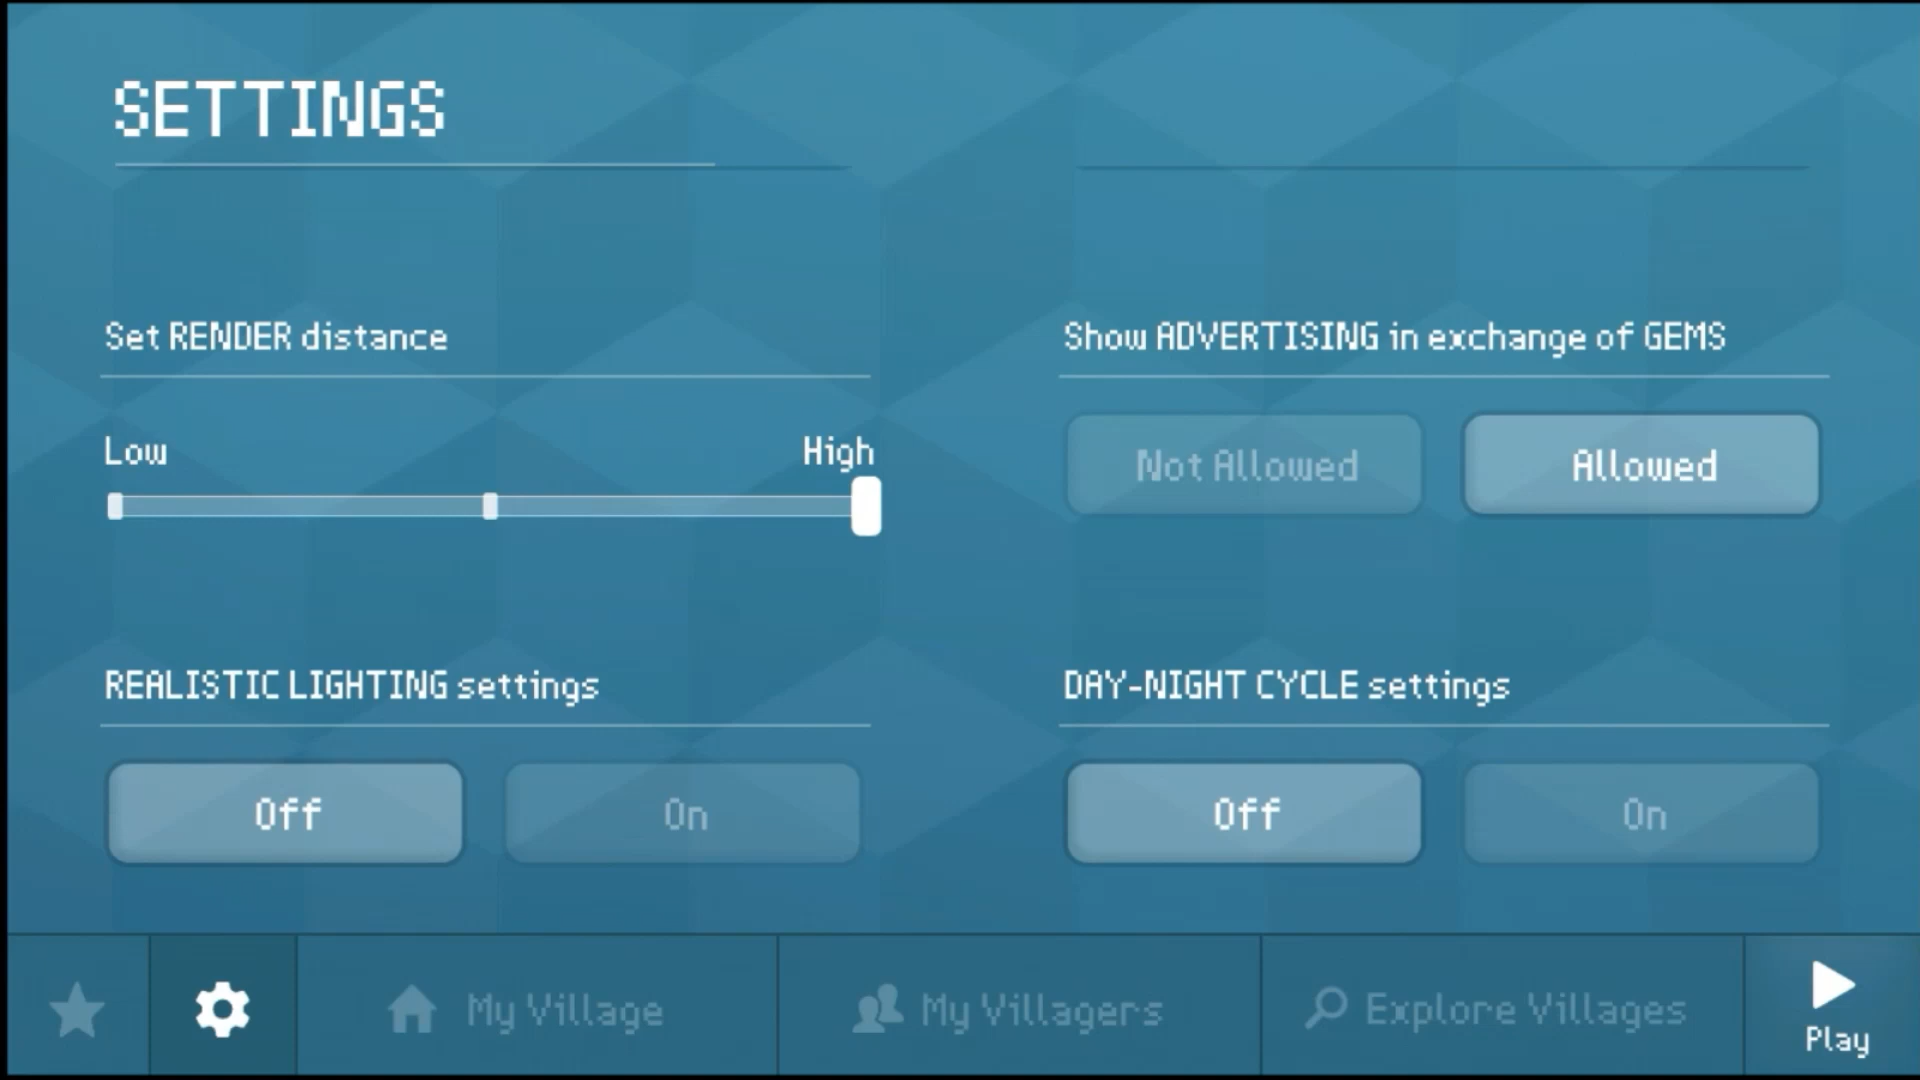 SETTINGS
Set RENDER distance
Low High
Show ADVERTISING in exchange of GEMS
Not Allowed Allowed
REALISTIC LIGHTING settings
Off On
DAY-NIGHT CYCLE settings
Off On
My Village My Villagers Explore Villages Play